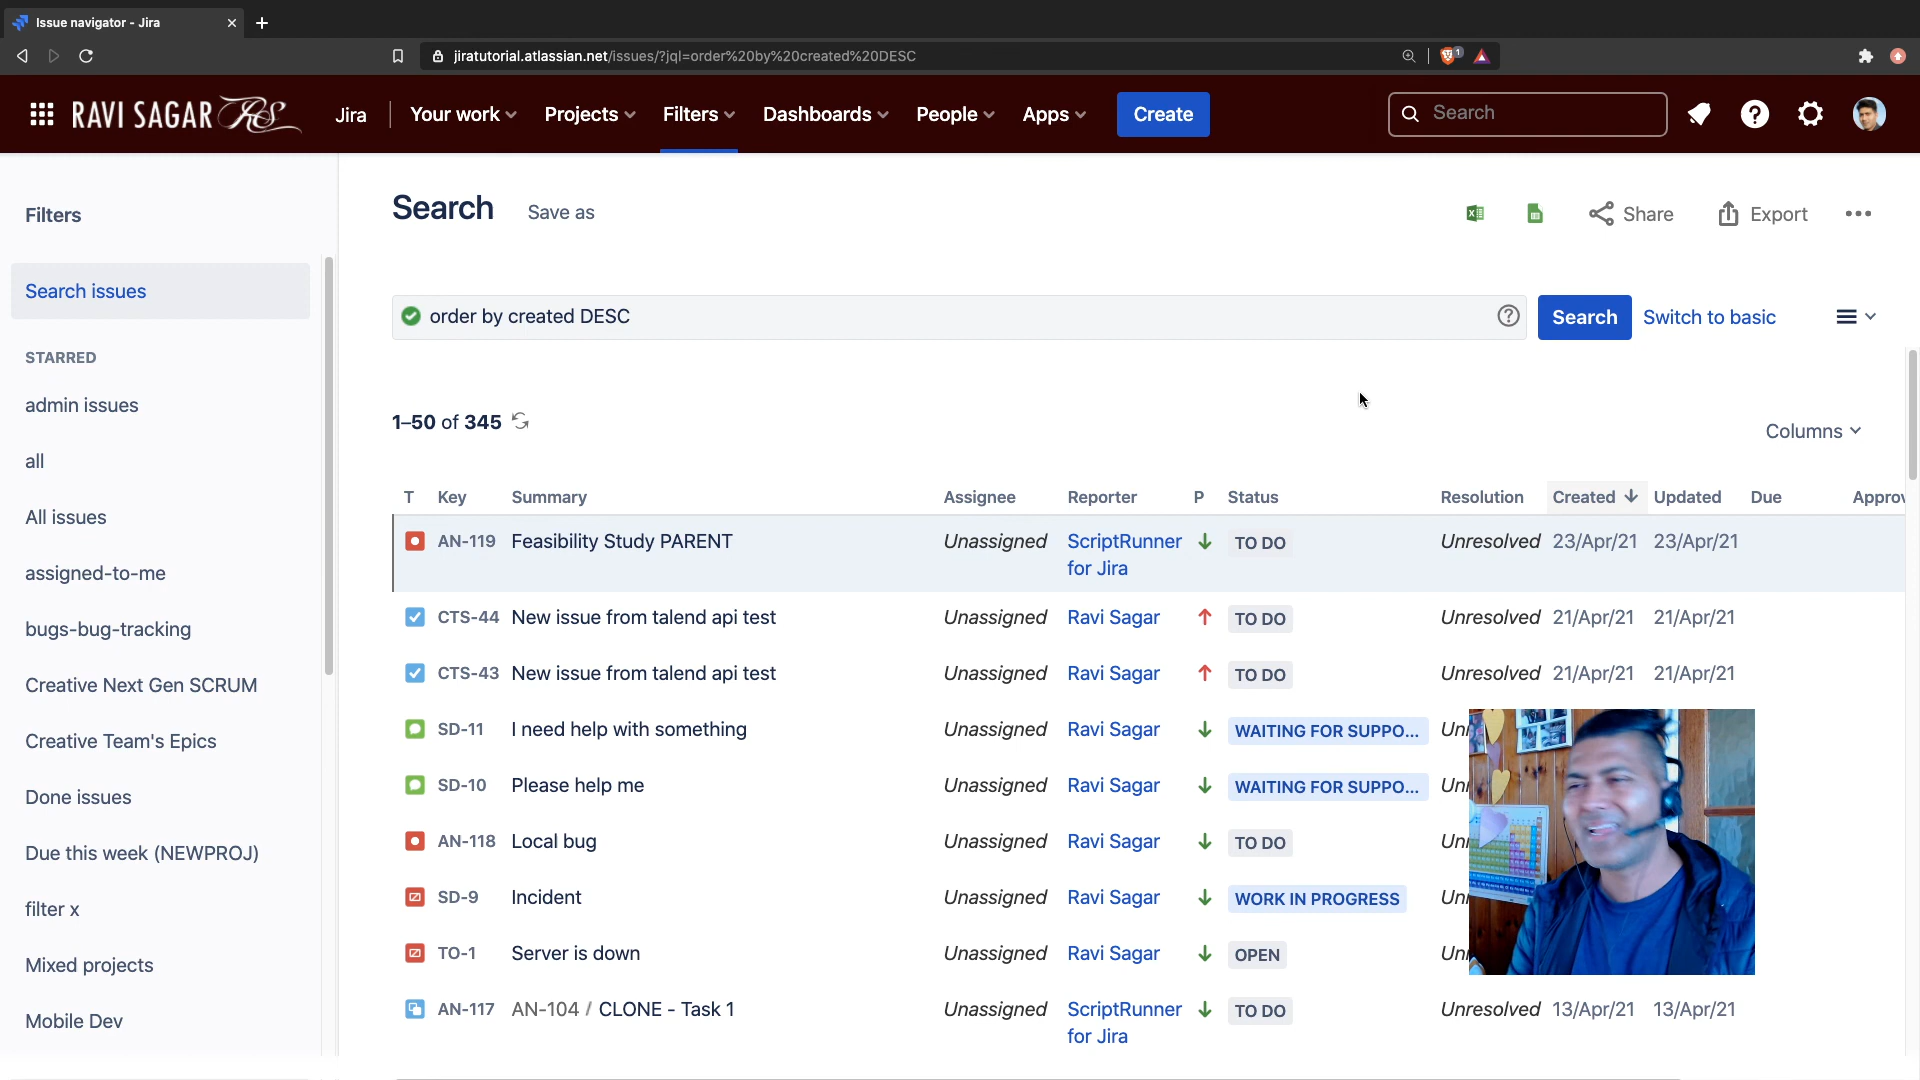 Issue navigator - Jira
jiratutorial.atlassian.net/issues/?jql=order%20by%20created%20DESC
1
RAVI SAGAR RS
Jira
Your work
Projects
Filters
Dashboards
People
Apps
Create
Search
Filters
Search issues
STARRED
admin issues
all
All issues
assigned-to-me
bugs-bug-tracking
Creative Next Gen SCRUM
Creative Team's Epics
Done issues
Due this week (NEWPROJ)
filter x
Mixed projects
Mobile Dev
Search Save as
Share Export
order by created DESC
Search Switch to basic
1–50 of 345
Columns
T Key Summary Assignee Reporter P Status Resolution Created Updated Due Approv
AN-119 Feasibility Study PARENT Unassigned ScriptRunner for Jira TO DO Unresolved 23/Apr/21 23/Apr/21
CTS-44 New issue from talend api test Unassigned Ravi Sagar TO DO Unresolved 21/Apr/21 21/Apr/21
CTS-43 New issue from talend api test Unassigned Ravi Sagar TO DO Unresolved 21/Apr/21 21/Apr/21
SD-11 I need help with something Unassigned Ravi Sagar WAITING FOR SUPPO...
SD-10 Please help me Unassigned Ravi Sagar WAITING FOR SUPPO...
AN-118 Local bug Unassigned Ravi Sagar TO DO
SD-9 Incident Unassigned Ravi Sagar WORK IN PROGRESS
TO-1 Server is down Unassigned Ravi Sagar OPEN
AN-117 AN-104 / CLONE - Task 1 Unassigned ScriptRunner for Jira TO DO Unresolved 13/Apr/21 13/Apr/21